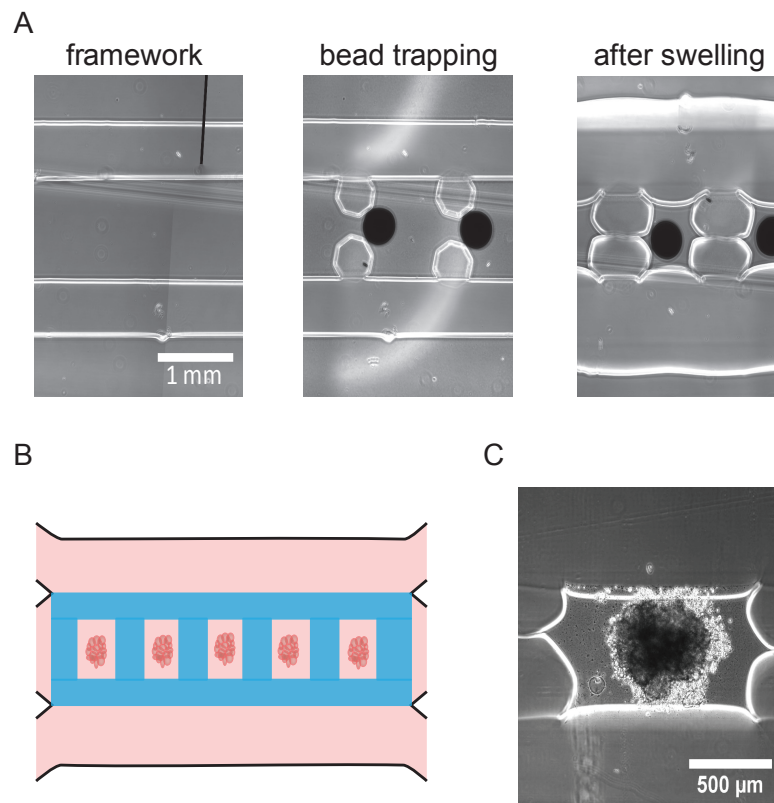 A
framework
bead trapping
after swelling
1 mm
B
C
500 µm